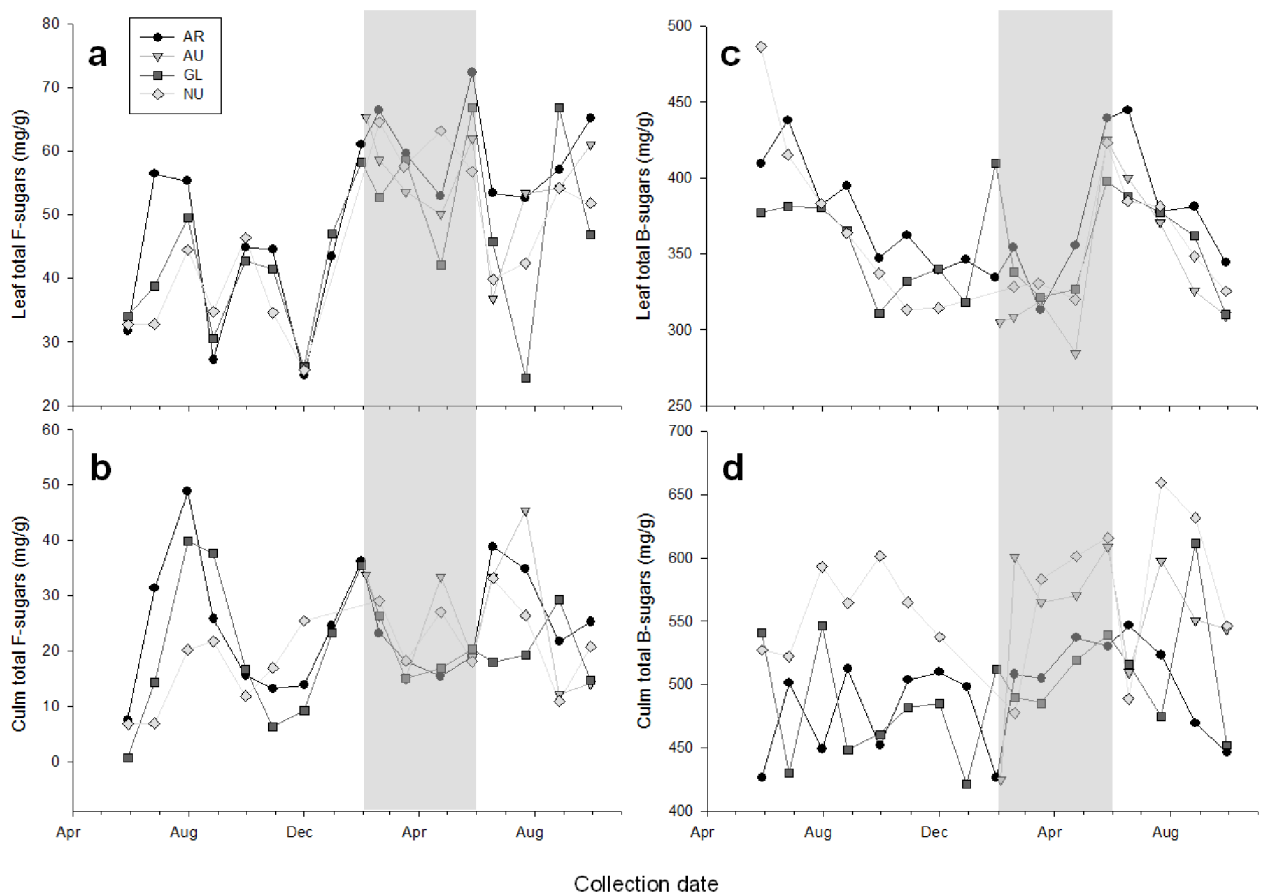 a
AR
AU
GL
NU
Leaf total F-sugars (mg/g)
80
70
60
50
40
30
20
c
Leaf total B-sugars (mg/g)
500
450
400
350
300
250
b
Culm total F-sugars (mg/g)
60
50
40
30
20
10
0
Apr
Aug
Dec
Apr
Aug
d
Culm total B-sugars (mg/g)
700
650
600
550
500
450
400
Apr
Aug
Dec
Apr
Aug
Collection date